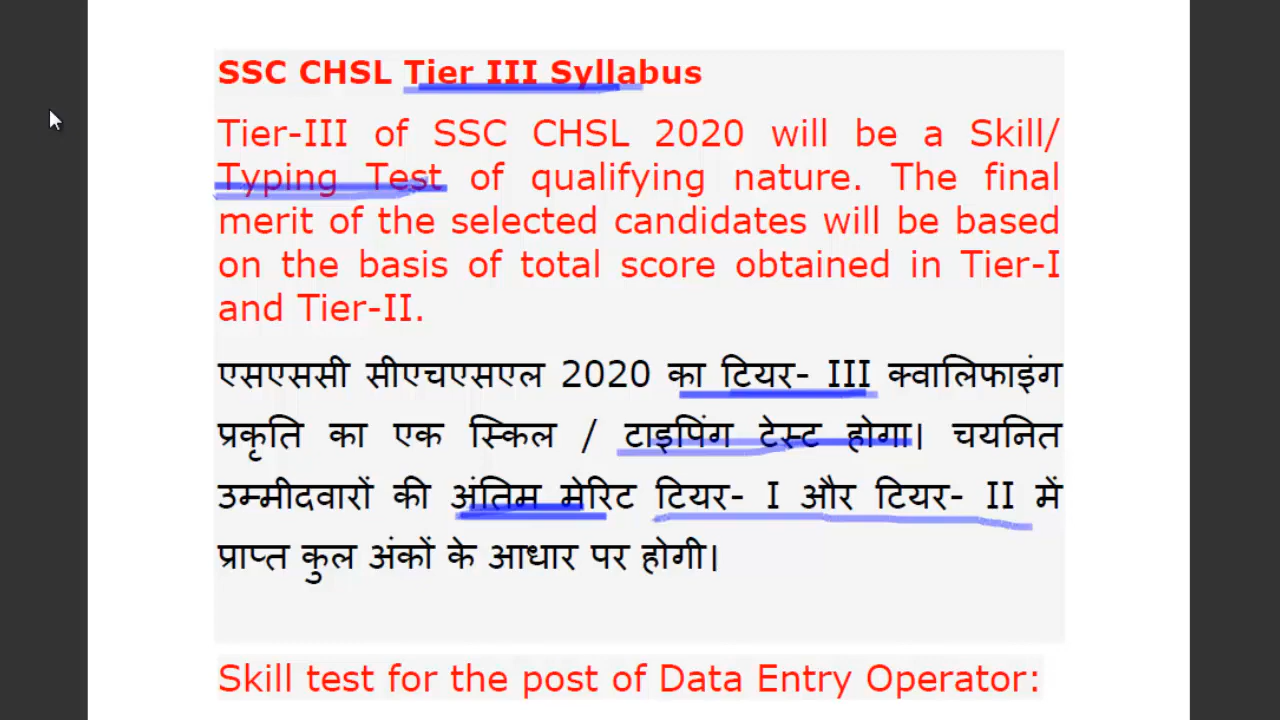 SSC CHSL Tier III Syllabus
Tier-III of SSC CHSL 2020 will be a Skill/
Typing Test of qualifying nature. The final
merit of the selected candidates will be based
on the basis of total score obtained in Tier-I
and Tier-II.
एसएससी सीएचएसएल 2020 का टियर- III क्वालिफाइंग
प्रकृति का एक स्किल / टाइपिंग टेस्ट होगा। चयनित
उम्मीदवारों की अंतिम मेरिट टियर- I और टियर- II में
प्राप्त कुल अंकों के आधार पर होगी।
Skill test for the post of Data Entry Operator: